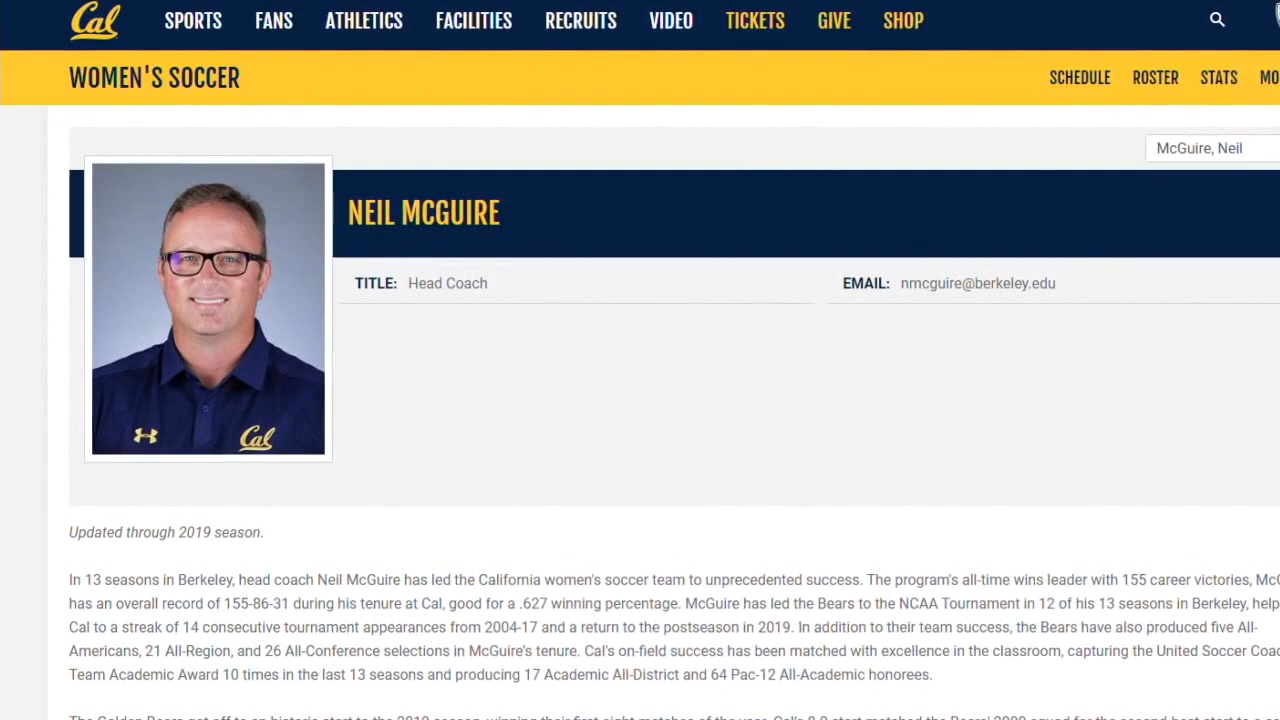 Cal SPORTS FANS ATHLETICS FACILITIES RECRUITS VIDEO TICKETS GIVE SHOP
WOMEN'S SOCCER SCHEDULE ROSTER STATS
McGuire, Neil
NEIL MCGUIRE
TITLE: Head Coach EMAIL: nmcguire@berkeley.edu
Cal
Updated through 2019 season.
In 13 seasons in Berkeley, head coach Neil McGuire has led the California women's soccer team to unprecedented success. The program's all-time wins leader with 155 career victories,
has an overall record of 155-86-31 during his tenure at Cal, good for a .627 winning percentage. McGuire has led the Bears to the NCAA Tournament in 12 of his 13 seasons in Berkeley, help
Cal to a streak of 14 consecutive tournament appearances from 2004-17 and a return to the postseason in 2019. In addition to their team success, the Bears have also produced five All-
Americans, 21 All-Region, and 26 All-Conference selections in McGuire's tenure. Cal's on-field success has been matched with excellence in the classroom, capturing the United Soccer
Team Academic Award 10 times in the last 13 seasons and producing 17 Academic All-District and 64 Pac-12 All-Academic honorees.